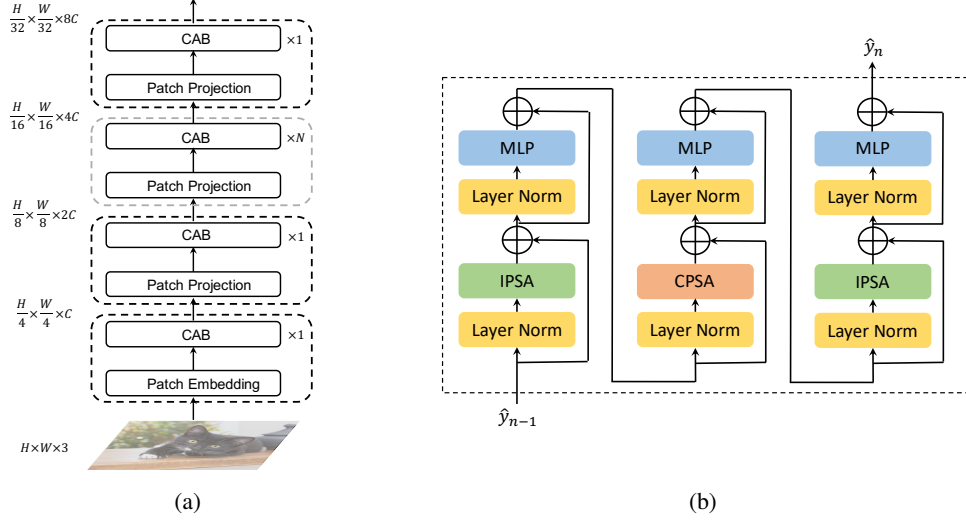 H/32 × W/32 × 8C
CAB
×1
Patch Projection
H/16 × W/16 × 4C
CAB
×N
Patch Projection
H/8 × W/8 × 2C
CAB
×1
Patch Projection
H/4 × W/4 × C
CAB
×1
Patch Embedding
H×W×3
(a)
ŷₙ
MLP
MLP
MLP
Layer Norm
Layer Norm
Layer Norm
IPSA
CPSA
IPSA
Layer Norm
Layer Norm
Layer Norm
ŷₙ₋₁
(b)